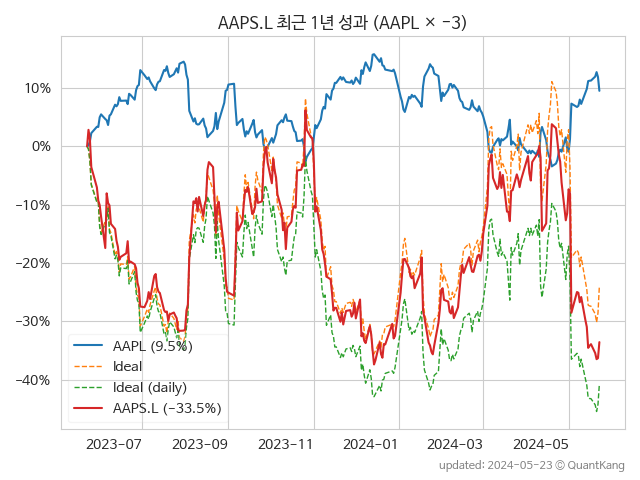 AAPS.L 최근 1년 성과 (AAPL × −3)
10%
0%
−10%
−20%
−30%
−40%
AAPL (9.5%)
Ideal
Ideal (daily)
AAPS.L (−33.5%)
2023-07
2023-09
2023-11
2024-01
2024-03
2024-05
updated: 2024-05-23 © QuantKang